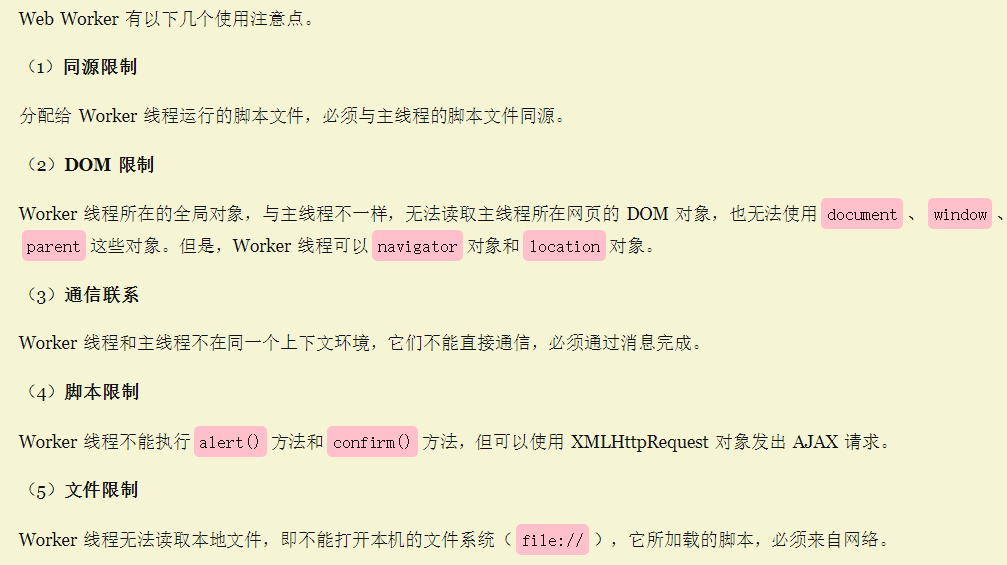 Web Worker 有以下几个使用注意点。
（1）同源限制
分配给 Worker 线程运行的脚本文件，必须与主线程的脚本文件同源。
（2）DOM 限制
Worker 线程所在的全局对象，与主线程不一样，无法读取主线程所在网页的 DOM 对象，也无法使用 document 、 window 、
parent 这些对象。但是，Worker 线程可以 navigator 对象和 location 对象。
（3）通信联系
Worker 线程和主线程不在同一个上下文环境，它们不能直接通信，必须通过消息完成。
（4）脚本限制
Worker 线程不能执行 alert() 方法和 confirm() 方法，但可以使用 XMLHttpRequest 对象发出 AJAX 请求。
（5）文件限制
Worker 线程无法读取本地文件，即不能打开本机的文件系统（ file:// ），它所加载的脚本，必须来自网络。